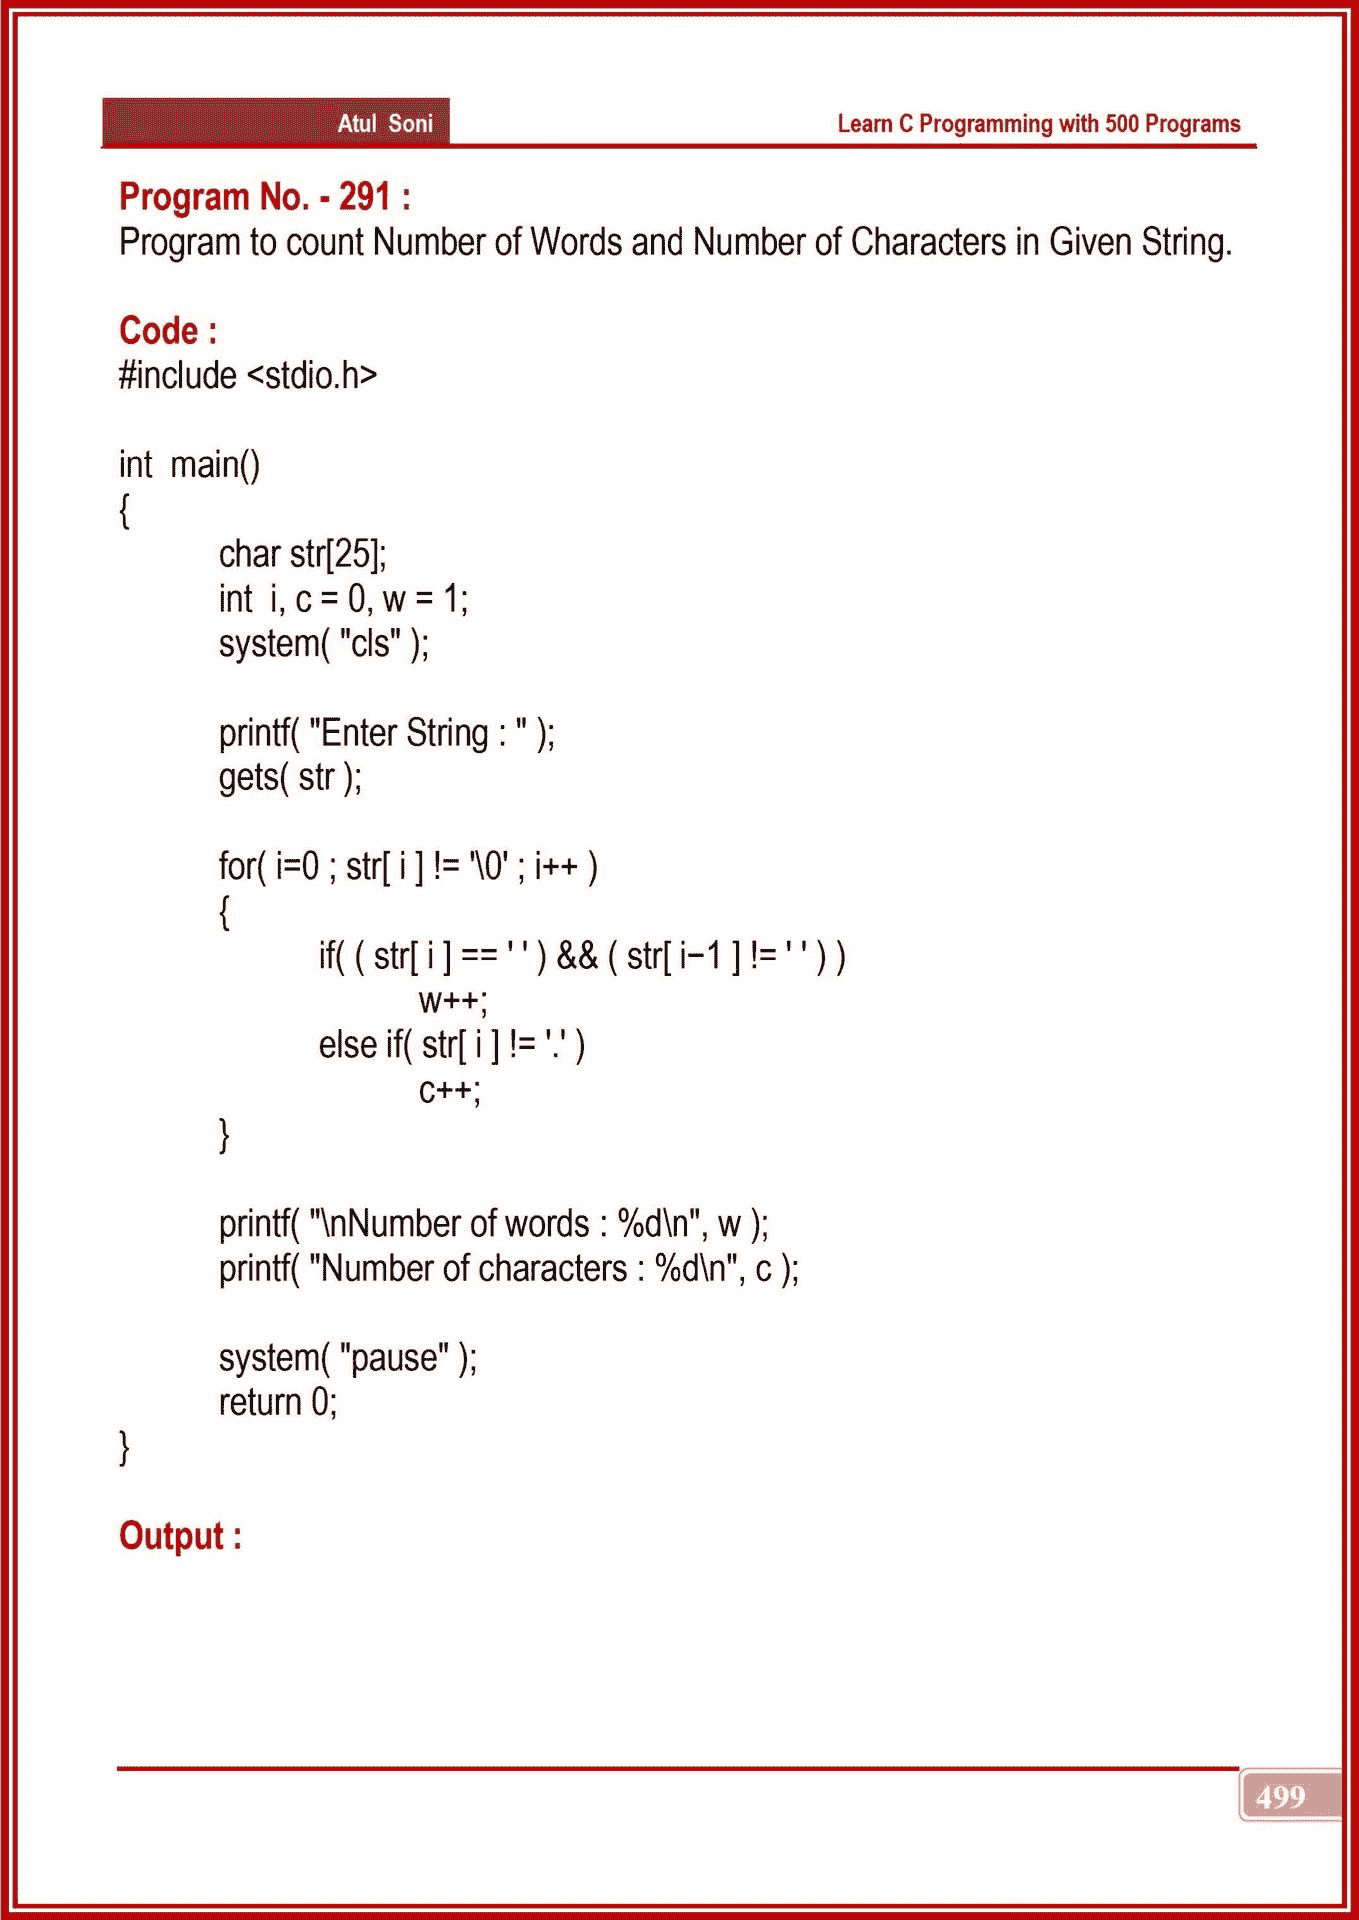 Atul Soni
Learn C Programming with 500 Programs
Program No. - 291 :
Program to count Number of Words and Number of Characters in Given String.
Code :
#include <stdio.h>
int main()
{
char str[25];
int i, c = 0, w = 1;
system( "cls" );
printf( "Enter String : " );
gets( str );
for( i=0 ; str[ i ] != '\0' ; i++ )
{
if( ( str[ i ] == ' ' ) && ( str[ i−1 ] != ' ' ) )
w++;
else if( str[ i ] != '.' )
c++;
}
printf( "\nNumber of words : %d\n", w );
printf( "Number of characters : %d\n", c );
system( "pause" );
return 0;
}
Output :
499